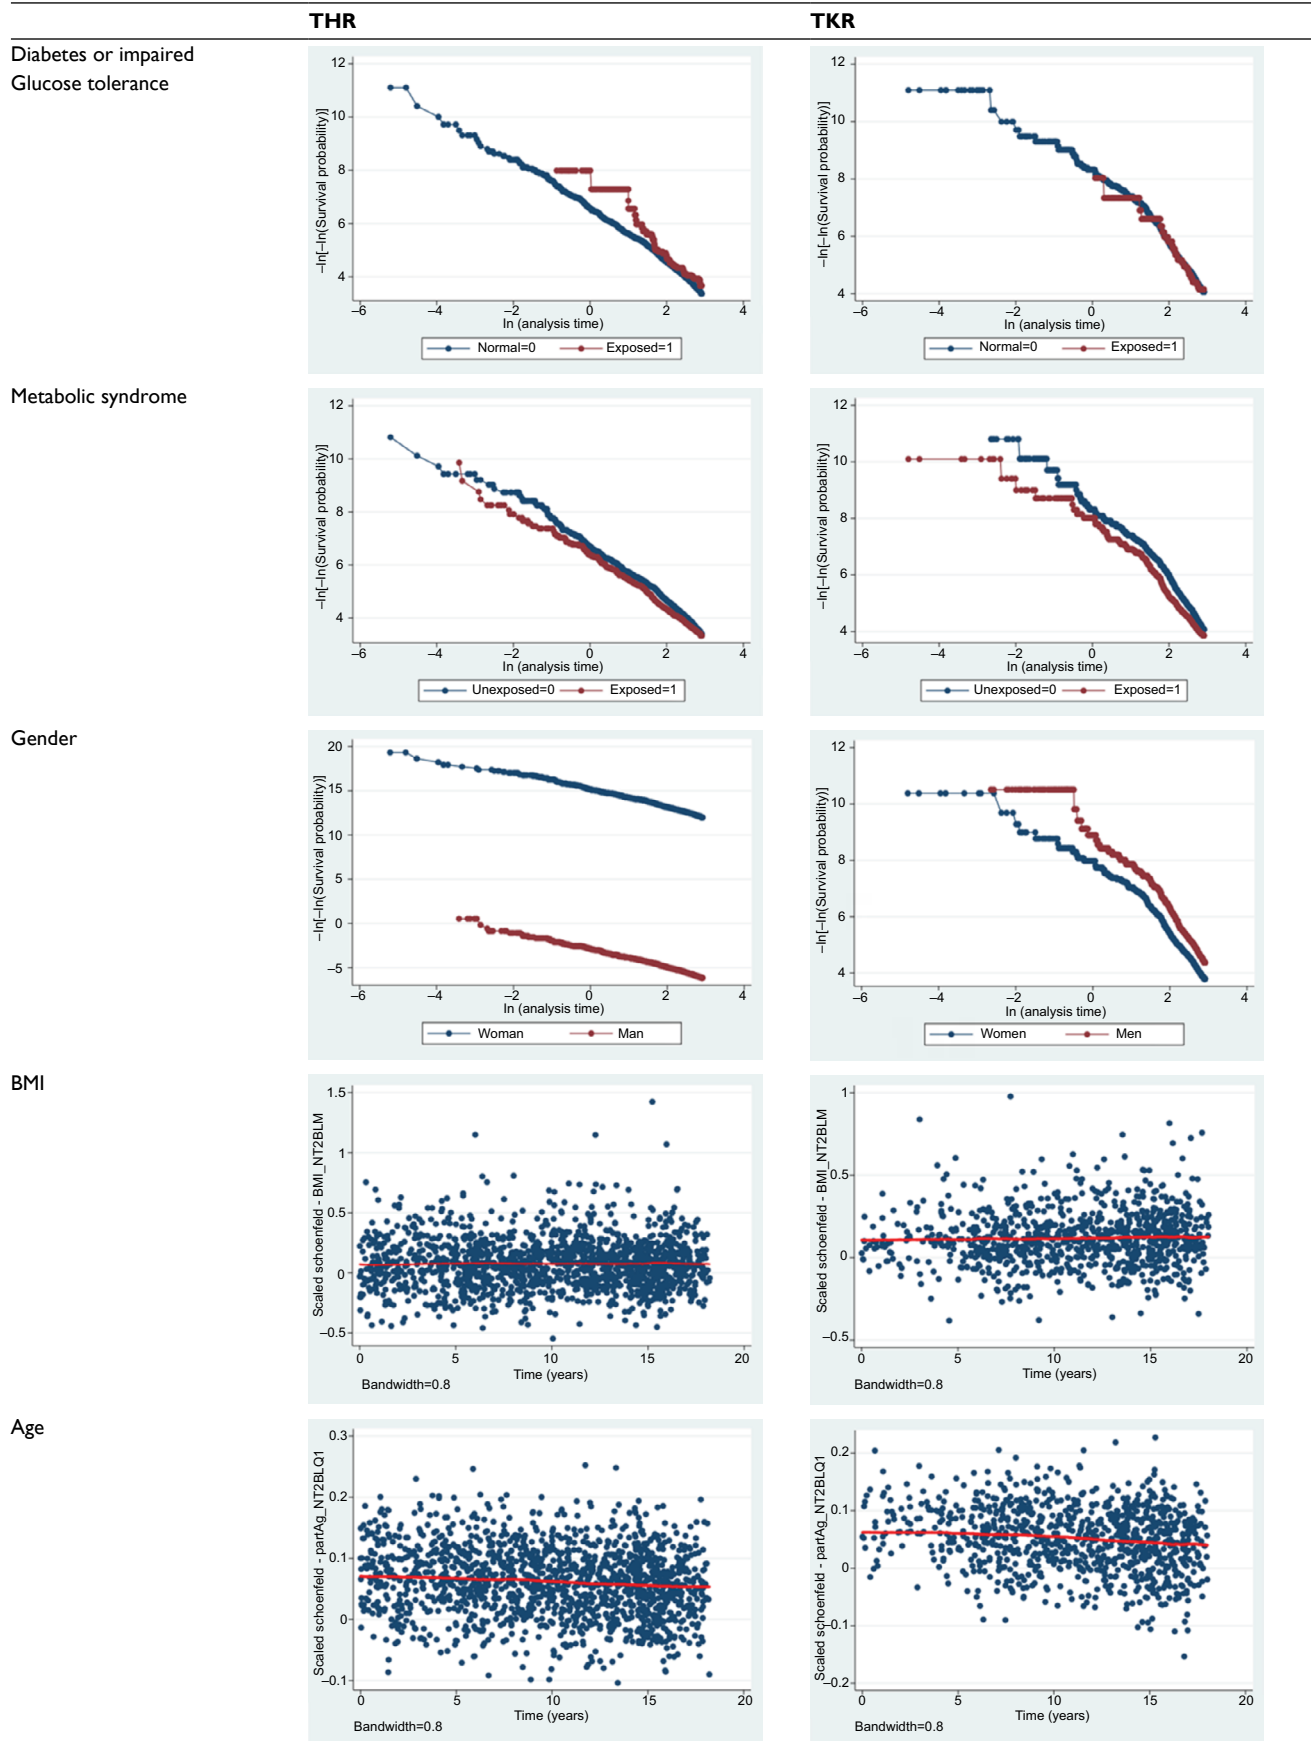 THR TKR
Diabetes or impaired
Glucose tolerance
–ln[–ln(Survival probability)]
12
10
8
6
4
–6 –4 –2 0 2 4
ln (analysis time)
Normal=0 Exposed=1
–ln[–ln(Survival probability)]
12
10
8
6
4
–6 –4 –2 0 2 4
ln (analysis time)
Normal=0 Exposed=1
Metabolic syndrome
–ln[–ln(Survival probability)]
12
10
8
6
4
–6 –4 –2 0 2 4
ln (analysis time)
Unexposed=0 Exposed=1
–ln[–ln(Survival probability)]
12
10
8
6
4
–6 –4 –2 0 2 4
ln (analysis time)
Unexposed=0 Exposed=1
Gender
–ln[–ln(Survival probability)]
20
15
10
5
0
–5
–6 –4 –2 0 2 4
ln (analysis time)
Woman Man
–ln[–ln(Survival probability)]
12
10
8
6
4
–6 –4 –2 0 2 4
ln (analysis time)
Women Men
BMI
Scaled schoenfeld - BMI_NT2BLM
1.5
1
0.5
0
–0.5
0 5 10 15 20
Time (years)
Bandwidth=0.8
Scaled schoenfeld - BMI_NT2BLM
1
0.5
0
–0.5
0 5 10 15 20
Time (years)
Bandwidth=0.8
Age
Scaled schoenfeld - partAg_NT2BLQ1
0.3
0.2
0.1
0
–0.1
0 5 10 15 20
Time (years)
Bandwidth=0.8
Scaled schoenfeld - partAg_NT2BLQ1
0.2
0.1
0
–0.1
–0.2
0 5 10 15 20
Time (years)
Bandwidth=0.8